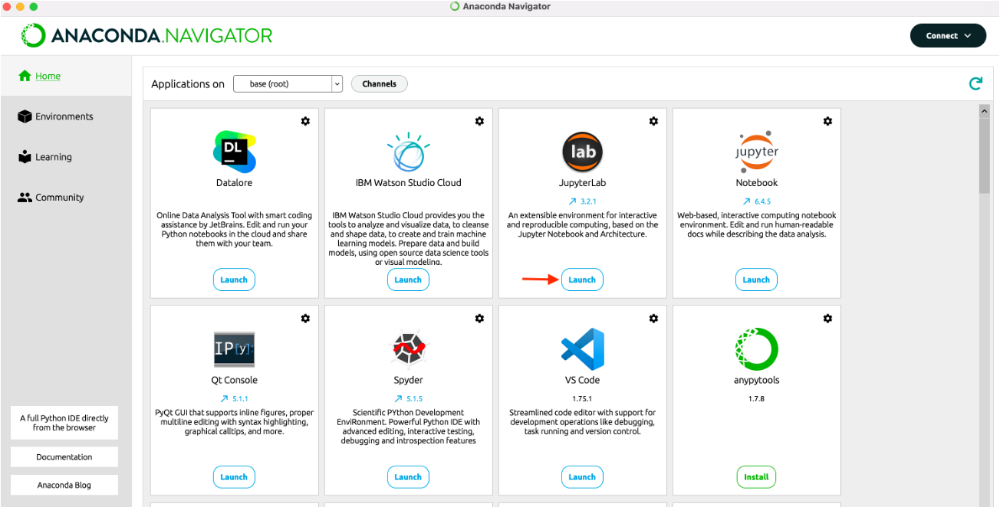 Anaconda Navigator
ANACONDA.NAVIGATOR
Connect
Home
Environments
Learning
Community
A full Python IDE directly
from the browser
Documentation
Anaconda Blog
Applications on
base (root)
Channels
DL
Datalore
Online Data Analysis Tool with smart coding
assistance by JetBrains. Edit and run your
Python notebooks in the cloud and share
them with your team.
Launch
IBM Watson Studio Cloud
IBM Watson Studio Cloud provides you the
tools to analyze and visualize data, to cleanse
and shape data, to create and train machine
learning models. Prepare data and build
models, using open source data science tools
or visual modeling.
Launch
lab
JupyterLab
3.2.1
An extensible environment for interactive
and reproducible computing, based on the
Jupyter Notebook and Architecture.
Launch
jupyter
Notebook
6.4.5
Web-based, interactive computing notebook
environment. Edit and run human-readable
docs while describing the data analysis.
Launch
IP[y]:
Qt Console
5.1.1
PyQt GUI that supports inline figures, proper
multiline editing with syntax highlighting,
graphical calltips, and more.
Launch
Spyder
5.1.5
Scientific PYthon Development
EnviRonment. Powerful Python IDE with
advanced editing, interactive testing,
debugging and introspection features
Launch
VS Code
1.75.1
Streamlined code editor with support for
development operations like debugging,
task running and version control.
Launch
anypytools
1.7.8
Install